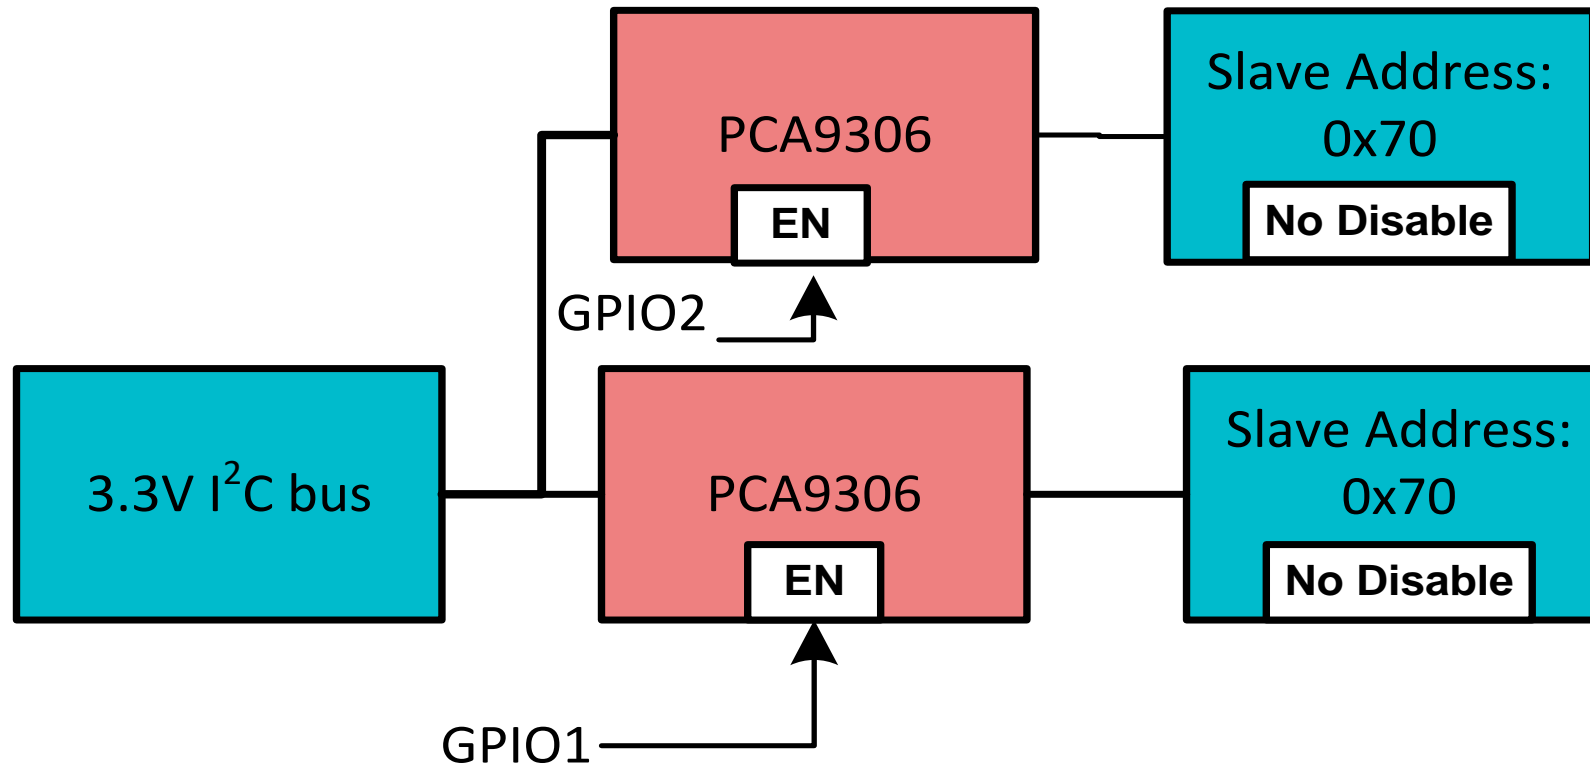 PCA9306
EN
Slave Address:
0x70
No Disable
GPIO2
3.3V I²C bus
PCA9306
EN
Slave Address:
0x70
No Disable
GPIO1